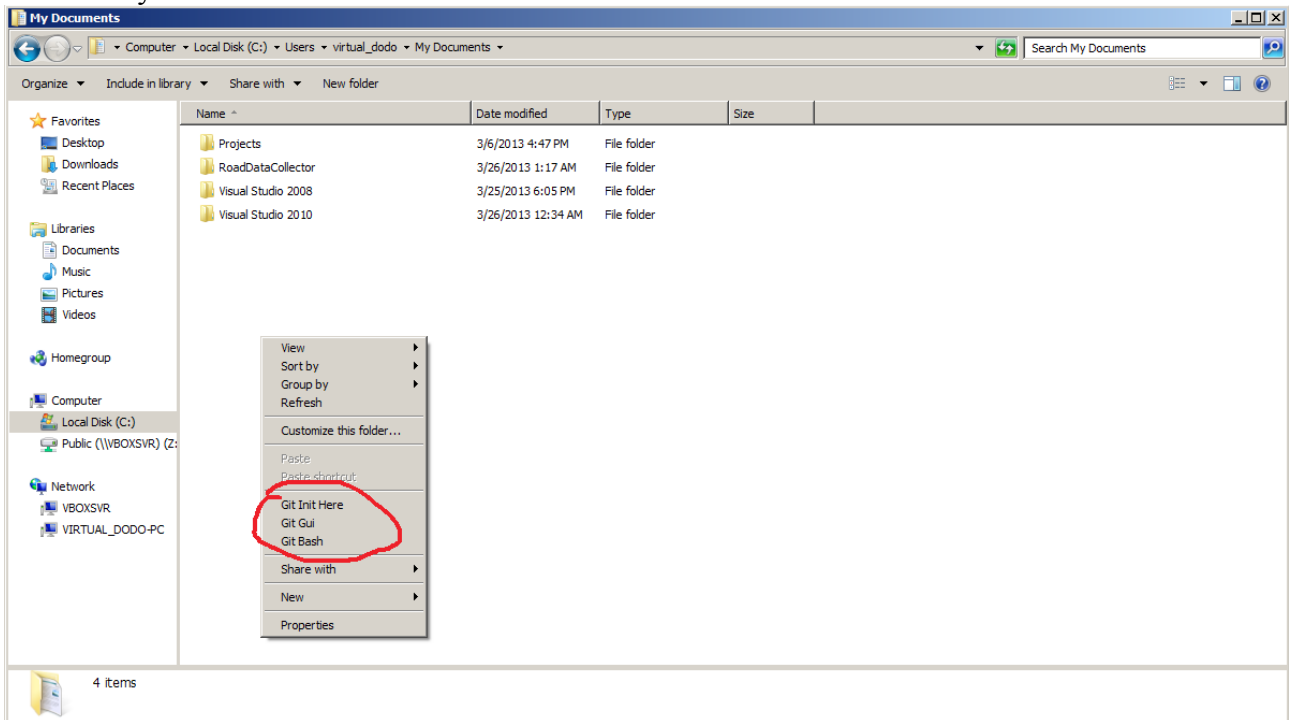 My Documents
Computer Local Disk (C:) Users virtual_dodo My Documents
Search My Documents
Organize Include in library Share with New folder
Name Date modified Type Size
Favorites
Desktop
Downloads
Recent Places
Libraries
Documents
Music
Pictures
Videos
Homegroup
Computer
Local Disk (C:)
Public (\\VBOXSVR) (Z:
Network
VBOXSVR
VIRTUAL_DODO-PC
Projects 3/6/2013 4:47 PM File folder
RoadDataCollector 3/26/2013 1:17 AM File folder
Visual Studio 2008 3/25/2013 6:05 PM File folder
Visual Studio 2010 3/26/2013 12:34 AM File folder
View
Sort by
Group by
Refresh
Customize this folder...
Paste
Paste shortcut
Git Init Here
Git Gui
Git Bash
Share with
New
Properties
4 items